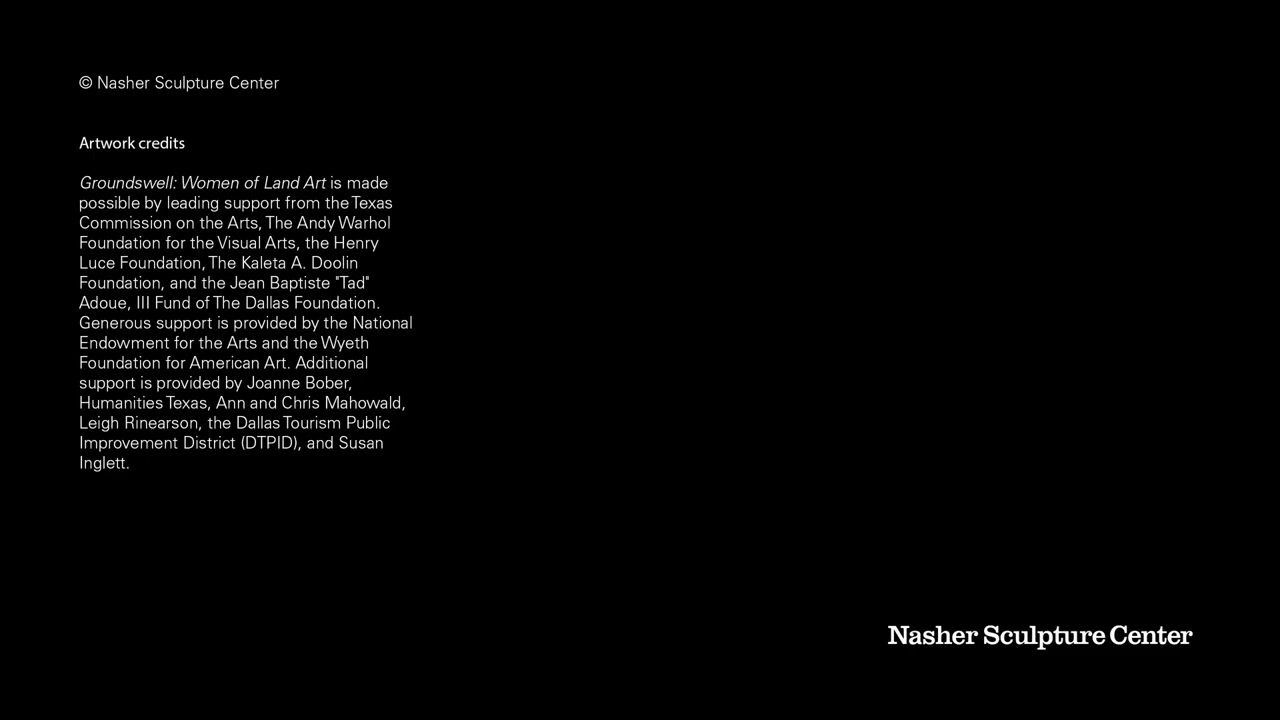 © Nasher Sculpture Center
Artwork credits
Groundswell: Women of Land Art is made
possible by leading support from the Texas
Commission on the Arts, The Andy Warhol
Foundation for the Visual Arts, the Henry
Luce Foundation, The Kaleta A. Doolin
Foundation, and the Jean Baptiste "Tad"
Adoue, III Fund of The Dallas Foundation.
Generous support is provided by the National
Endowment for the Arts and the Wyeth
Foundation for American Art. Additional
support is provided by Joanne Bober,
Humanities Texas, Ann and Chris Mahowald,
Leigh Rinearson, the Dallas Tourism Public
Improvement District (DTPID), and Susan
Inglett.
Nasher Sculpture Center